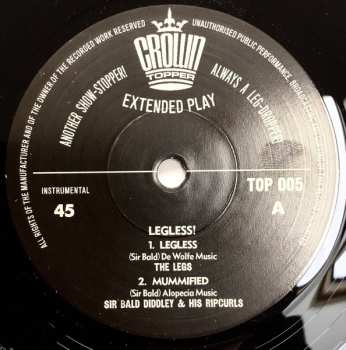 ALL RIGHTS OF THE MANUFACTURER AND OF THE OWNER OF THE RECORDED WORK RESERVED
UNAUTHORISED PUBLIC PERFORMANCE, BROADCAS
CROWN
TOPPER
ANOTHER SHOW-STOPPER!
ALWAYS A LEG-DROPPER!
EXTENDED PLAY
INSTRUMENTAL
45
TOP 005
A
LEGLESS!
1. LEGLESS
(Sir Bald) De Wolfe Music
THE LEGS
2. MUMMIFIED
(Sir Bald) Alopecia Music
SIR BALD DIDDLEY & HIS RIPCURLS